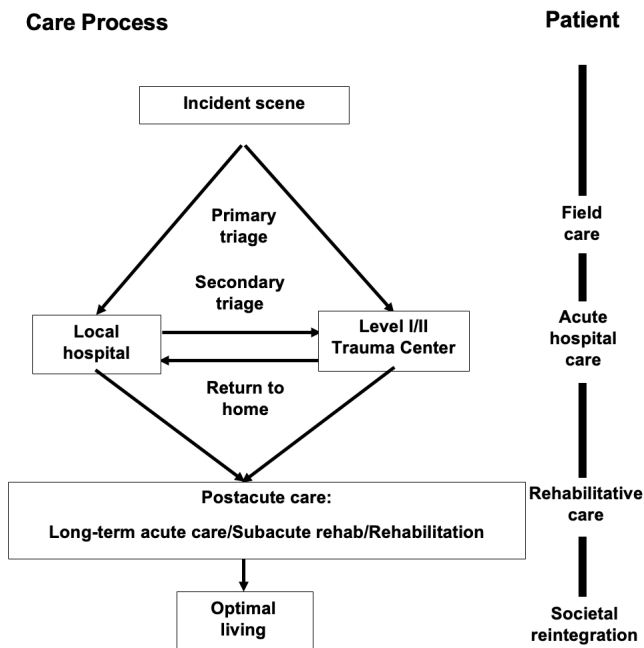 Care Process
Patient
Incident scene
Primary
triage
Field
care
Secondary
triage
Local
hospital
Level I/II
Trauma Center
Acute
hospital
care
Return to
home
Postacute care:
Long-term acute care/Subacute rehab/Rehabilitation
Rehabilitative
care
Optimal
living
Societal
reintegration